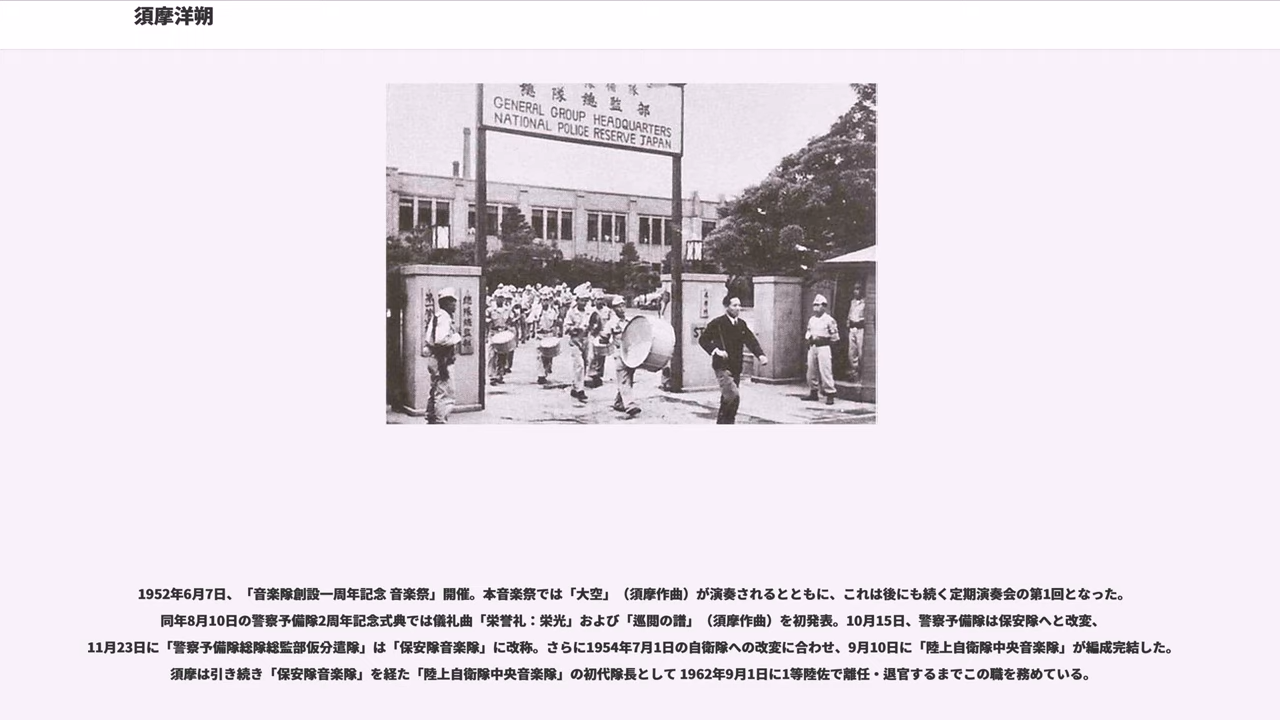 須摩洋朔
總隊總監部
GENERAL GROUP HEADQUARTERS
NATIONAL POLICE RESERVE JAPAN
總隊總監部
1952年6月7日、「音楽隊創設一周年記念 音楽祭」開催。本音楽祭では「大空」（須摩作曲）が演奏されるとともに、これは後にも続く定期演奏会の第1回となった。
同年8月10日の警察予備隊2周年記念式典では儀礼曲「栄誉礼：栄光」および「巡閲の譜」（須摩作曲）を初発表。10月15日、警察予備隊は保安隊へと改変、
11月23日に「警察予備隊総隊総監部仮分遣隊」は「保安隊音楽隊」に改称。さらに1954年7月1日の自衛隊への改変に合わせ、9月10日に「陸上自衛隊中央音楽隊」が編成完結した。
須摩は引き続き「保安隊音楽隊」を経た「陸上自衛隊中央音楽隊」の初代隊長として 1962年9月1日に1等陸佐で離任・退官するまでこの職を務めている。